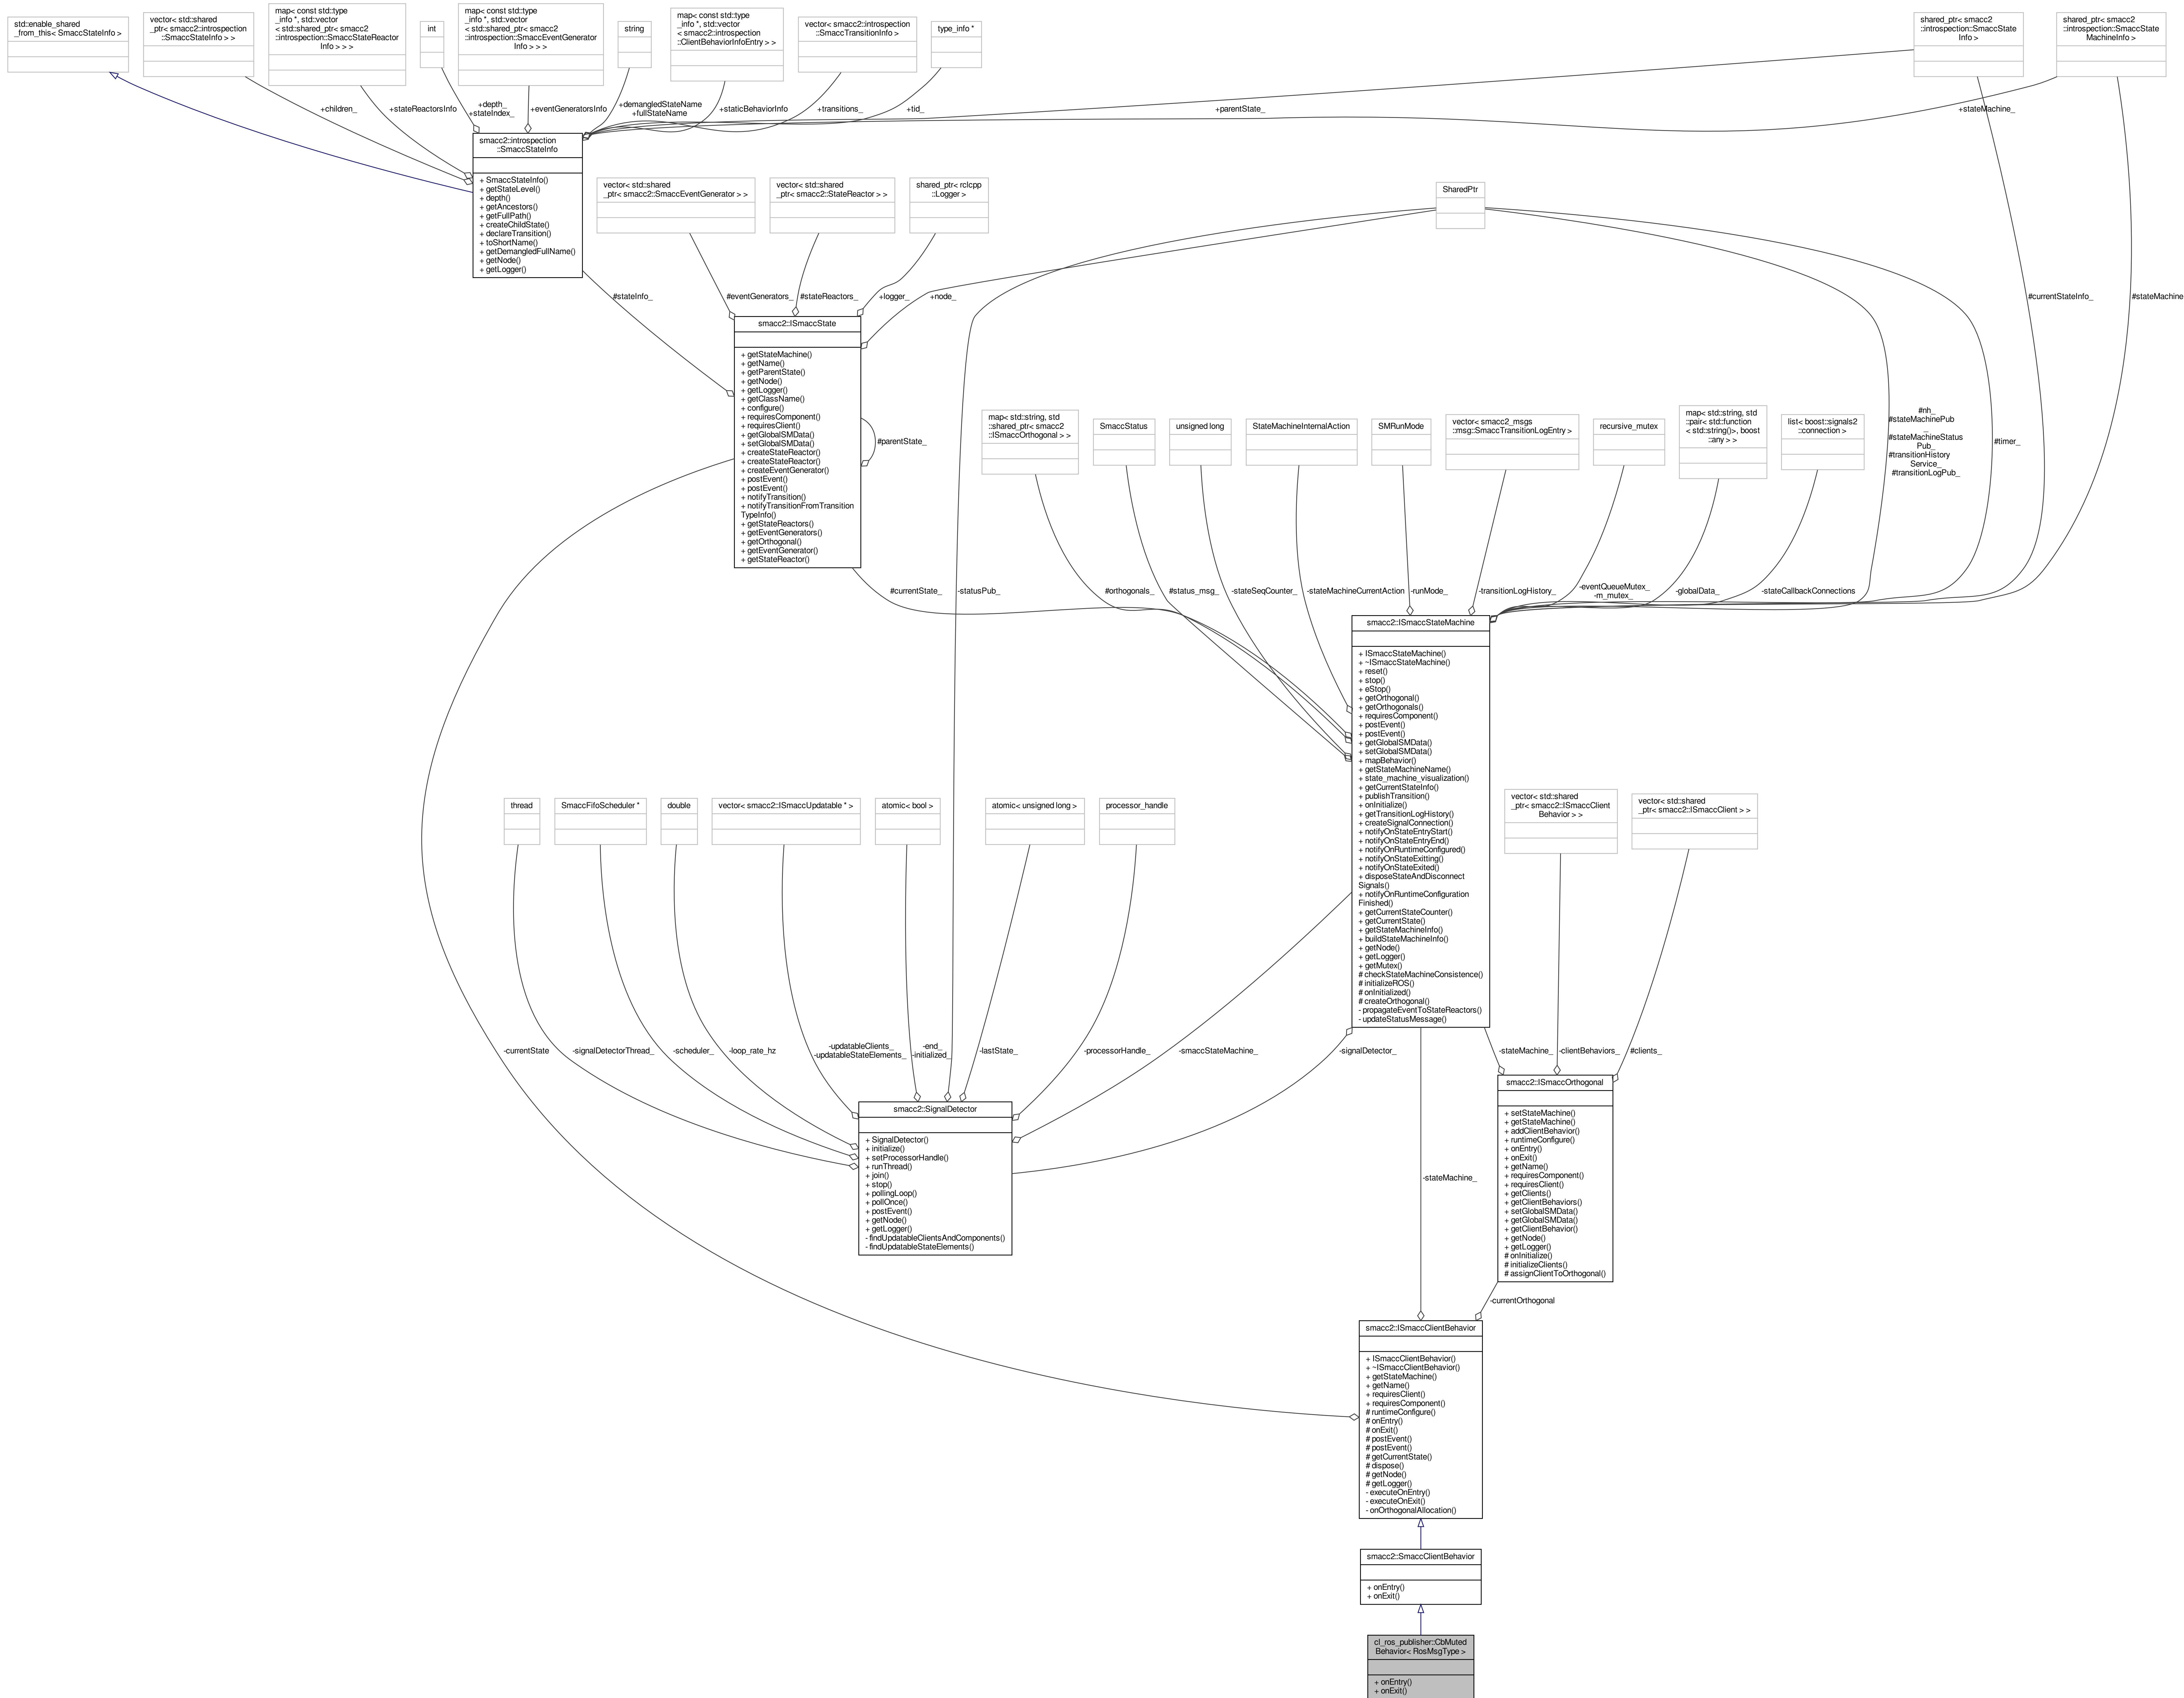 std::enable_shared
_from_this< SmaccStateInfo >
vector< std::shared
_ptr< smacc2::introspection
::SmaccStateInfo > >
map< const std::type
_info *, std::vector
< std::shared_ptr< smacc2
::introspection::SmaccStateReactor
Info > > >
int
map< const std::type
_info *, std::vector
< std::shared_ptr< smacc2
::introspection::SmaccEventGenerator
Info > > >
string
map< const std::type
_info *, std::vector
< smacc2::introspection
::ClientBehaviorInfoEntry > >
vector< smacc2::introspection
::SmaccTransitionInfo >
type_info *
shared_ptr< smacc2
::introspection::SmaccState
Info >
shared_ptr< smacc2
::introspection::SmaccState
MachineInfo >
+children_
+stateReactorsInfo
+depth_
+stateIndex_
+eventGeneratorsInfo
+demangledStateName
+fullStateName
+staticBehaviorInfo
+transitions_
+tid_
+parentState_
+stateMachine_
smacc2::introspection
::SmaccStateInfo
+ SmaccStateInfo()
+ getStateLevel()
+ depth()
+ getAncestors()
+ getFullPath()
+ createChildState()
+ declareTransition()
+ toShortName()
+ getDemangledFullName()
+ getNode()
+ getLogger()
vector< std::shared
_ptr< smacc2::SmaccEventGenerator > >
vector< std::shared
_ptr< smacc2::StateReactor > >
shared_ptr< rclcpp
::Logger >
SharedPtr
#stateInfo_
#eventGenerators_
#stateReactors_
+logger_
+node_
#currentStateInfo_
#stateMachine
smacc2::ISmaccState
+ getStateMachine()
+ getName()
+ getParentState()
+ getNode()
+ getLogger()
+ getClassName()
+ configure()
+ requiresComponent()
+ requiresClient()
+ getGlobalSMData()
+ setGlobalSMData()
+ createStateReactor()
+ createStateReactor()
+ createEventGenerator()
+ postEvent()
+ postEvent()
+ notifyTransition()
+ notifyTransitionFromTransition
TypeInfo()
+ getStateReactors()
+ getEventGenerators()
+ getOrthogonal()
+ getEventGenerator()
+ getStateReactor()
#parentState_
map< std::string, std
::shared_ptr< smacc2
::ISmaccOrthogonal > >
SmaccStatus
unsigned long
StateMachineInternalAction
SMRunMode
vector< smacc2_msgs
::msg::SmaccTransitionLogEntry >
recursive_mutex
map< std::string, std
::pair< std::function
< std::string()>, boost
::any > >
list< boost::signals2
::connection >
#nh_
#stateMachinePub
_
#stateMachineStatus
Pub_
#transitionHistory
Service_
#transitionLogPub_
#timer_
#currentState_
-statusPub_
#orthogonals_
#status_msg_
-stateSeqCounter_
-stateMachineCurrentAction
-runMode_
-transitionLogHistory_
-eventQueueMutex_
-m_mutex_
-globalData_
-stateCallbackConnections
smacc2::ISmaccStateMachine
+ ISmaccStateMachine()
+ ~ISmaccStateMachine()
+ reset()
+ stop()
+ eStop()
+ getOrthogonal()
+ getOrthogonals()
+ requiresComponent()
+ postEvent()
+ postEvent()
+ getGlobalSMData()
+ setGlobalSMData()
+ mapBehavior()
+ getStateMachineName()
+ state_machine_visualization()
+ getCurrentStateInfo()
+ publishTransition()
+ onInitialize()
+ getTransitionLogHistory()
+ createSignalConnection()
+ notifyOnStateEntryStart()
+ notifyOnStateEntryEnd()
+ notifyOnRuntimeConfigured()
+ notifyOnStateExitting()
+ notifyOnStateExited()
+ disposeStateAndDisconnect
Signals()
+ notifyOnRuntimeConfiguration
Finished()
+ getCurrentStateCounter()
+ getCurrentState()
+ getStateMachineInfo()
+ buildStateMachineInfo()
+ getNode()
+ getLogger()
+ getMutex()
# checkStateMachineConsistence()
# initializeROS()
# onInitialized()
# createOrthogonal()
- propagateEventToStateReactors()
- updateStatusMessage()
thread
SmaccFifoScheduler *
double
vector< smacc2::ISmaccUpdatable * >
atomic< bool >
atomic< unsigned long >
processor_handle
vector< std::shared
_ptr< smacc2::ISmaccClient
Behavior > >
vector< std::shared
_ptr< smacc2::ISmaccClient > >
-currentState
-signalDetectorThread_
-scheduler_
-loop_rate_hz
-updatableClients_
-updatableStateElements_
-end_
-initialized_
-lastState_
-processorHandle_
-smaccStateMachine_
-signalDetector_
-stateMachine_
-clientBehaviors_
#clients_
smacc2::SignalDetector
+ SignalDetector()
+ initialize()
+ setProcessorHandle()
+ runThread()
+ join()
+ stop()
+ pollingLoop()
+ pollOnce()
+ postEvent()
+ getNode()
+ getLogger()
- findUpdatableClientsAndComponents()
- findUpdatableStateElements()
smacc2::ISmaccOrthogonal
+ setStateMachine()
+ getStateMachine()
+ addClientBehavior()
+ runtimeConfigure()
+ onEntry()
+ onExit()
+ getName()
+ requiresComponent()
+ requiresClient()
+ getClients()
+ getClientBehaviors()
+ setGlobalSMData()
+ getGlobalSMData()
+ getClientBehavior()
+ getNode()
+ getLogger()
# onInitialize()
# initializeClients()
# assignClientToOrthogonal()
-stateMachine_
-currentOrthogonal
smacc2::ISmaccClientBehavior
+ ISmaccClientBehavior()
+ ~ISmaccClientBehavior()
+ getStateMachine()
+ getName()
+ requiresClient()
+ requiresComponent()
# runtimeConfigure()
# onEntry()
# onExit()
# postEvent()
# postEvent()
# getCurrentState()
# dispose()
# getNode()
# getLogger()
- executeOnEntry()
- executeOnExit()
- onOrthogonalAllocation()
smacc2::SmaccClientBehavior
+ onEntry()
+ onExit()
cl_ros_publisher::CbMuted
Behavior< RosMsgType >
+ onEntry()
+ onExit()